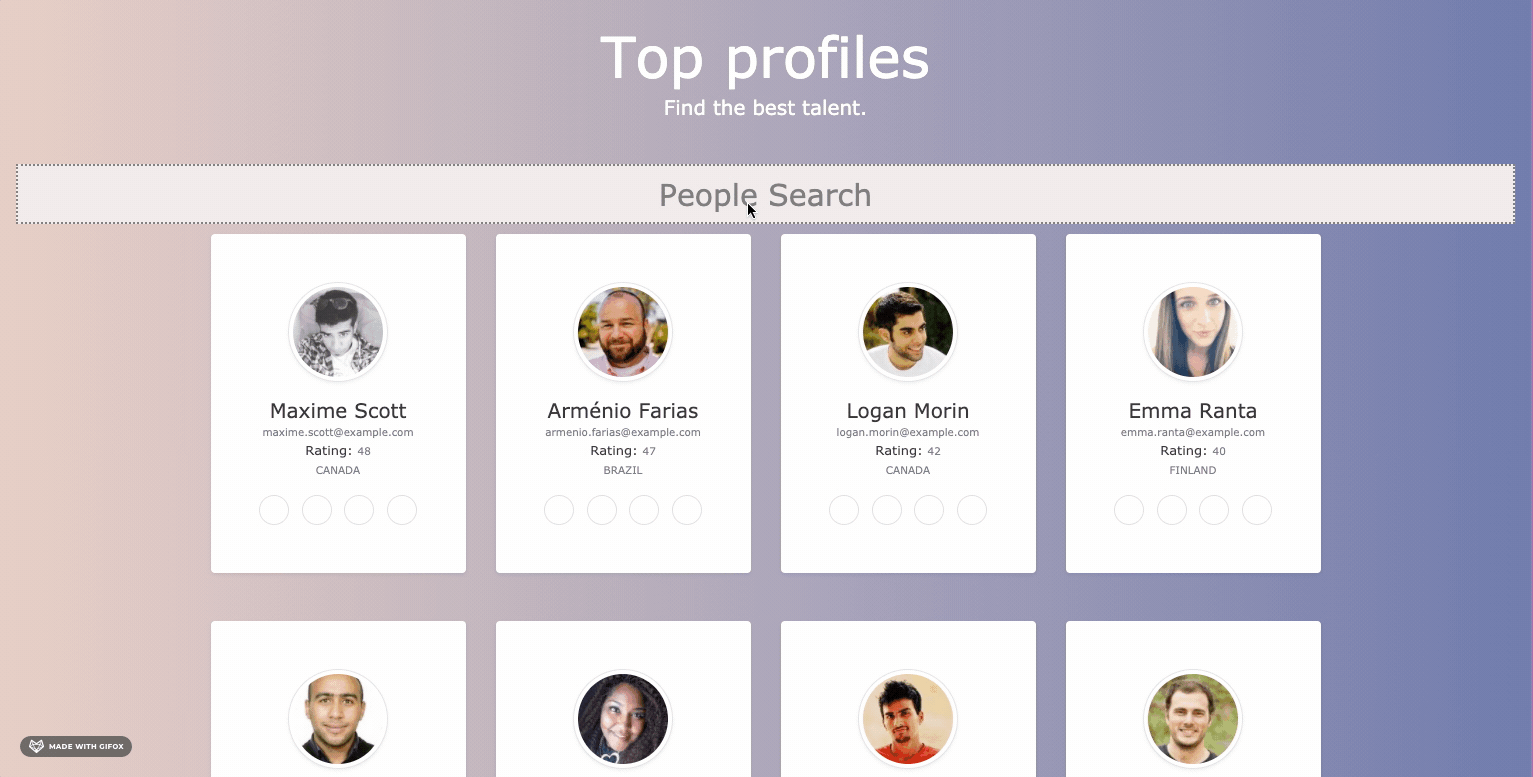 Top profiles
Find the best talent.
People Search
Maxime Scott
maxime.scott@example.com
Rating: 48
CANADA
Arménio Farias
armenio.farias@example.com
Rating: 47
BRAZIL
Logan Morin
logan.morin@example.com
Rating: 42
CANADA
Emma Ranta
emma.ranta@example.com
Rating: 40
FINLAND
MADE WITH GIFOX